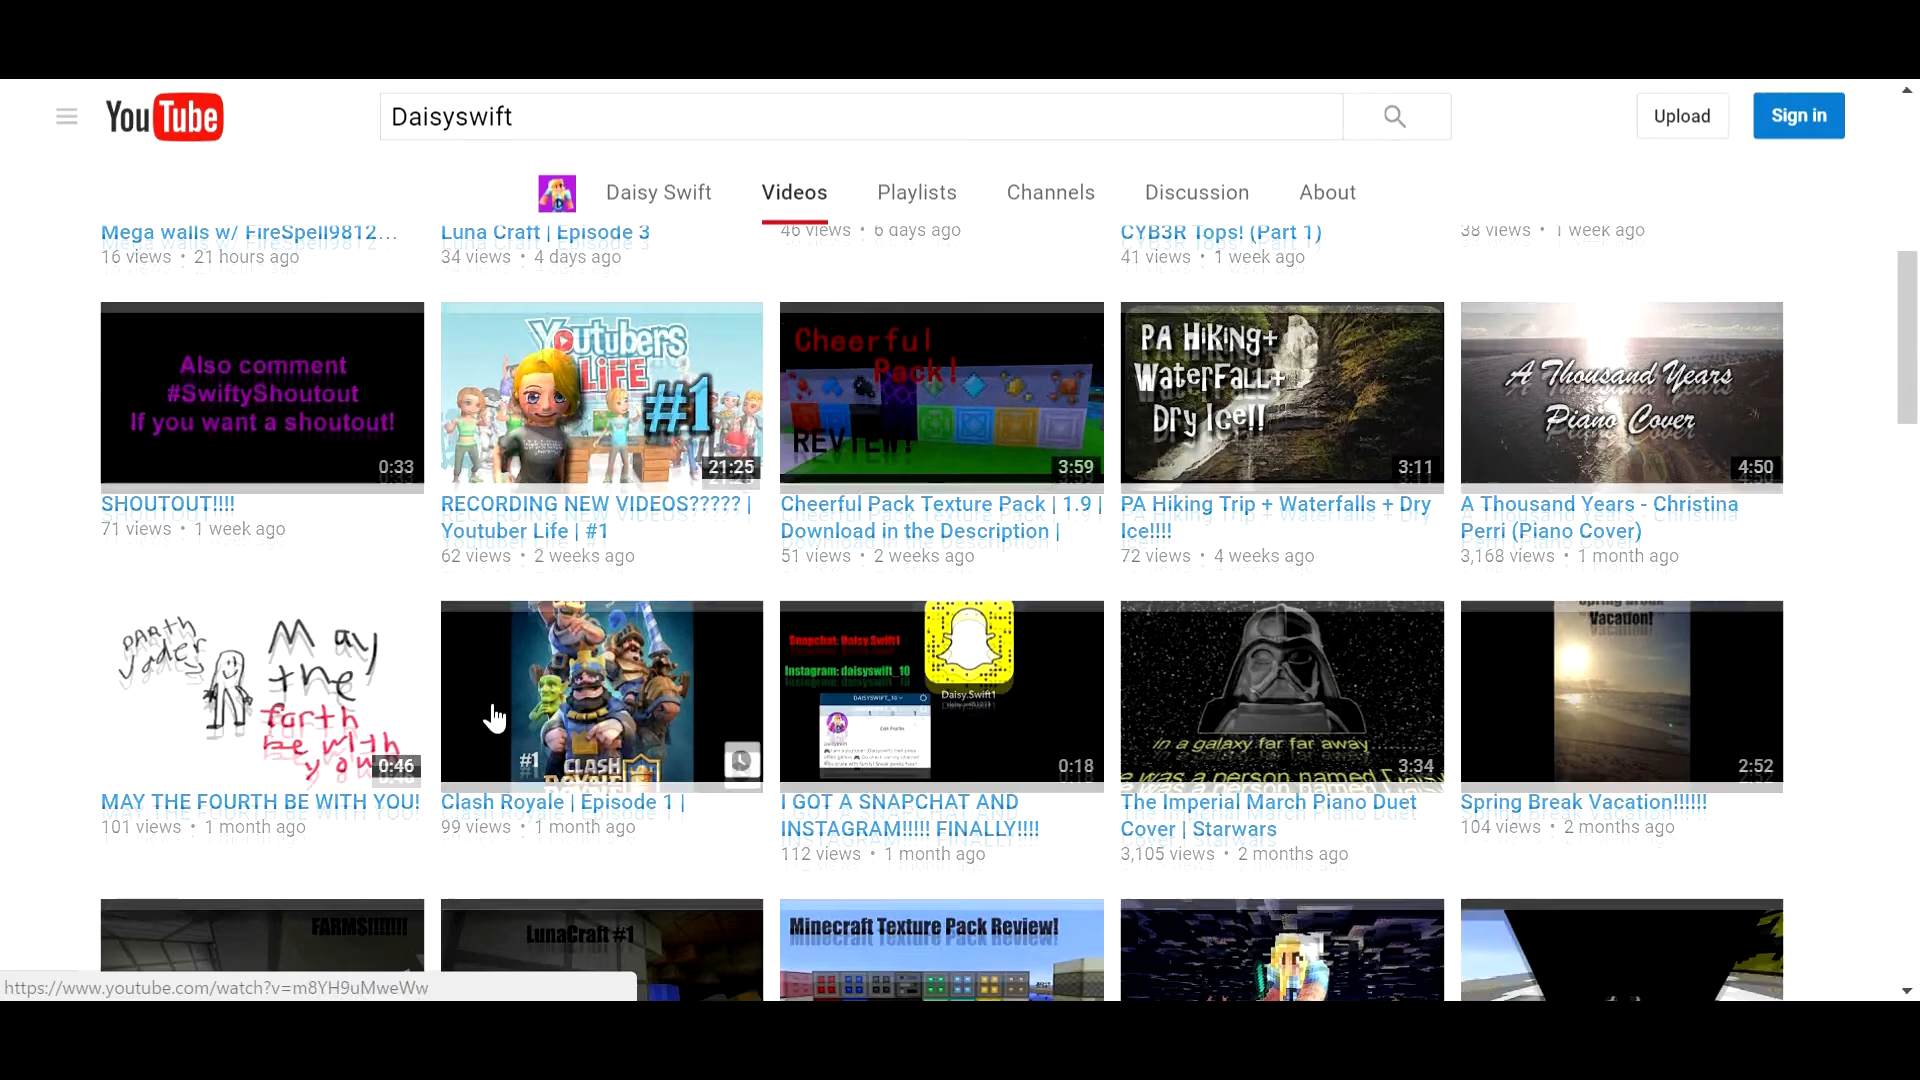 YouTube
Daisyswift
Upload
Sign in
Daisy Swift
Videos
Playlists
Channels
Discussion
About
Mega walls w/ FireSpell9812...
16 views • 21 hours ago
Luna Craft | Episode 3
34 views • 4 days ago
46 views • 6 days ago
CYB3R Tops! (Part 1)
41 views • 1 week ago
38 views • 1 week ago
Also comment
#SwiftyShoutout
If you want a shoutout!
0:33
SHOUTOUT!!!!
71 views • 1 week ago
Youtubers
LiFE
#1
21:25
RECORDING NEW VIDEOS????? |
Youtuber Life | #1
62 views • 2 weeks ago
Cheerful
Pack!
REVIEW!
3:59
Cheerful Pack Texture Pack | 1.9 |
Download in the Description |
51 views • 2 weeks ago
PA Hiking+
WaterFall+
Dry Ice!!
3:11
PA Hiking Trip + Waterfalls + Dry
Ice!!!!
72 views • 4 weeks ago
A Thousand Years
Piano Cover
4:50
A Thousand Years - Christina
Perri (Piano Cover)
3,168 views • 1 month ago
May
the
forth
be with
you
0:46
MAY THE FOURTH BE WITH YOU!
101 views • 1 month ago
#1
CLASH
ROYALE
Clash Royale | Episode 1 |
99 views • 1 month ago
Snapchat: Daisy.Swift1
Instagram: daisyswift_10
DAISYSWIFT_10
Daisy.Swift1
0:18
I GOT A SNAPCHAT AND
INSTAGRAM!!!!! FINALLY!!!!
112 views • 1 month ago
in a galaxy far far away
e was a person named
3:34
The Imperial March Piano Duet
Cover | Starwars
3,105 views • 2 months ago
Spring Break
Vacation!
2:52
Spring Break Vacation!!!!!!
104 views • 2 months ago
FARMS!!!!!!!
LunaCraft #1
Minecraft Texture Pack Review!
https://www.youtube.com/watch?v=m8YH9uMweWw